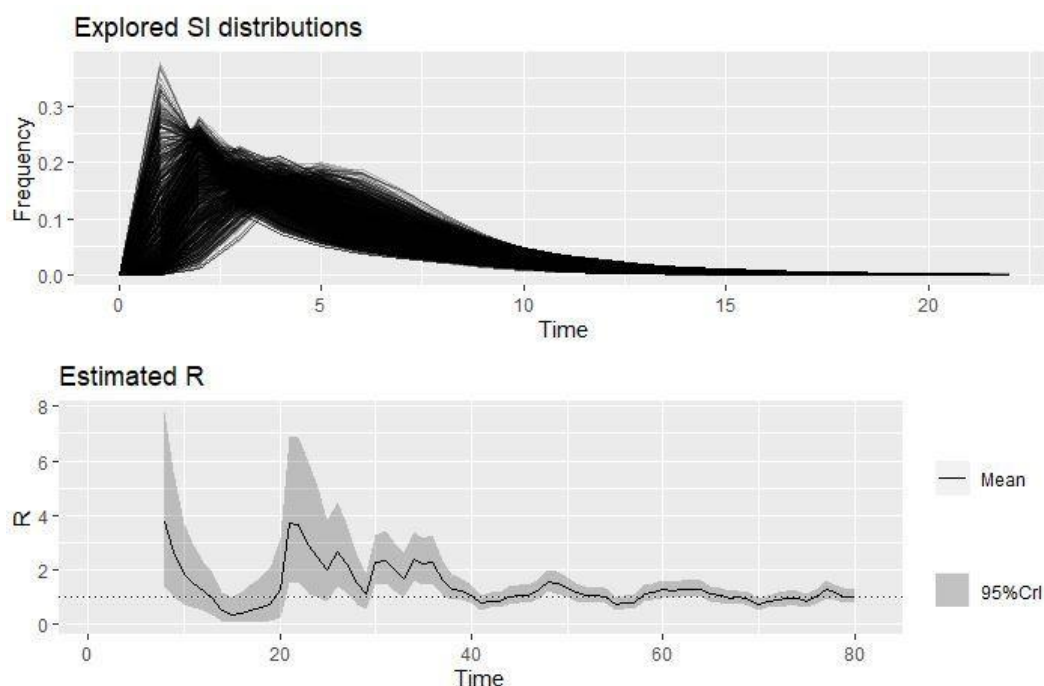 Explored SI distributions
Frequency
0.3
0.2
0.1
0.0
0 5 10 15 20
Time
Estimated R
R
8
6
4
2
0
0 20 40 60 80
Time
Mean
95%CrI